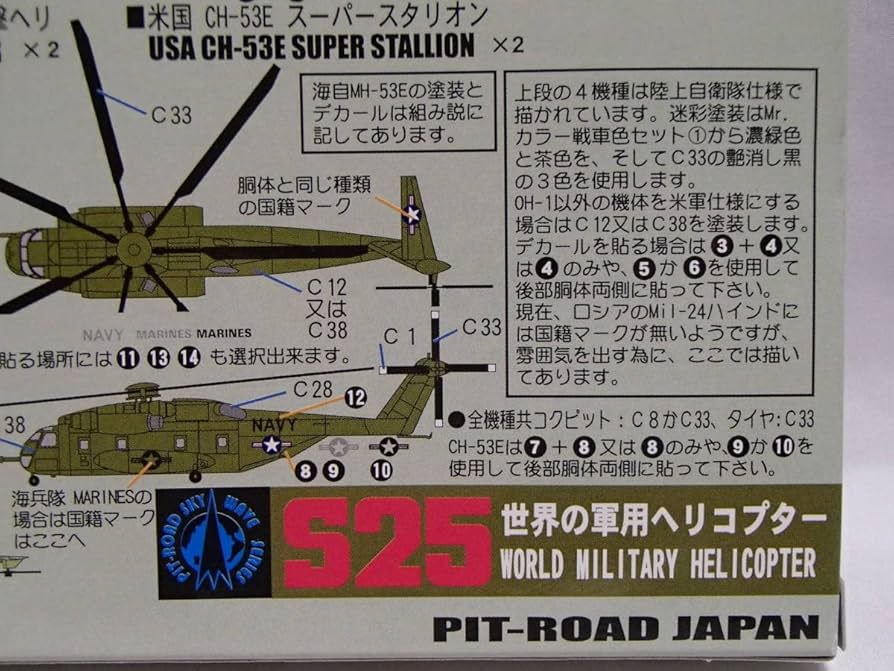 撃ヘリ
×2
■米国 CH-53E スーパースタリオン
USA CH-53E SUPER STALLION ×2
C33
海自MH-53Eの塗装と
デカールは組み説に
記してあります。
胴体と同じ種類
の国籍マーク
C12
又は
C38
上段の4機種は陸上自衛隊仕様で
描かれています。迷彩塗装はMr.
カラー戦車色セット①から濃緑色
と茶色を、そしてC33の艶消し黒
の3色を使用します。
OH-1以外の機体を米軍仕様にする
場合はC12又はC38を塗装します。
デカールを貼る場合は❸+❹又
は❹のみや、❺か❻を使用して
後部胴体両側に貼って下さい。
現在、ロシアのMil-24ハインドに
は国籍マークが無いようですが、
雰囲気を出す為に、ここでは描い
てあります。
NAVY MARINES MARINES
貼る場所には⓫⓭⓮も選択出来ます。
C1
C33
C28
⓬
38
NAVY
❽❾❿
海兵隊 MARINESの
場合は国籍マーク
はここへ
●全機種共コクピット:C8かC33、タイヤ:C33
CH-53Eは❼+❽又は❽のみや、❾か❿を
使用して後部胴体両側に貼って下さい。
PIT-ROAD SKY WAVE SERIES
S25
世界の軍用ヘリコプター
WORLD MILITARY HELICOPTER
PIT-ROAD JAPAN